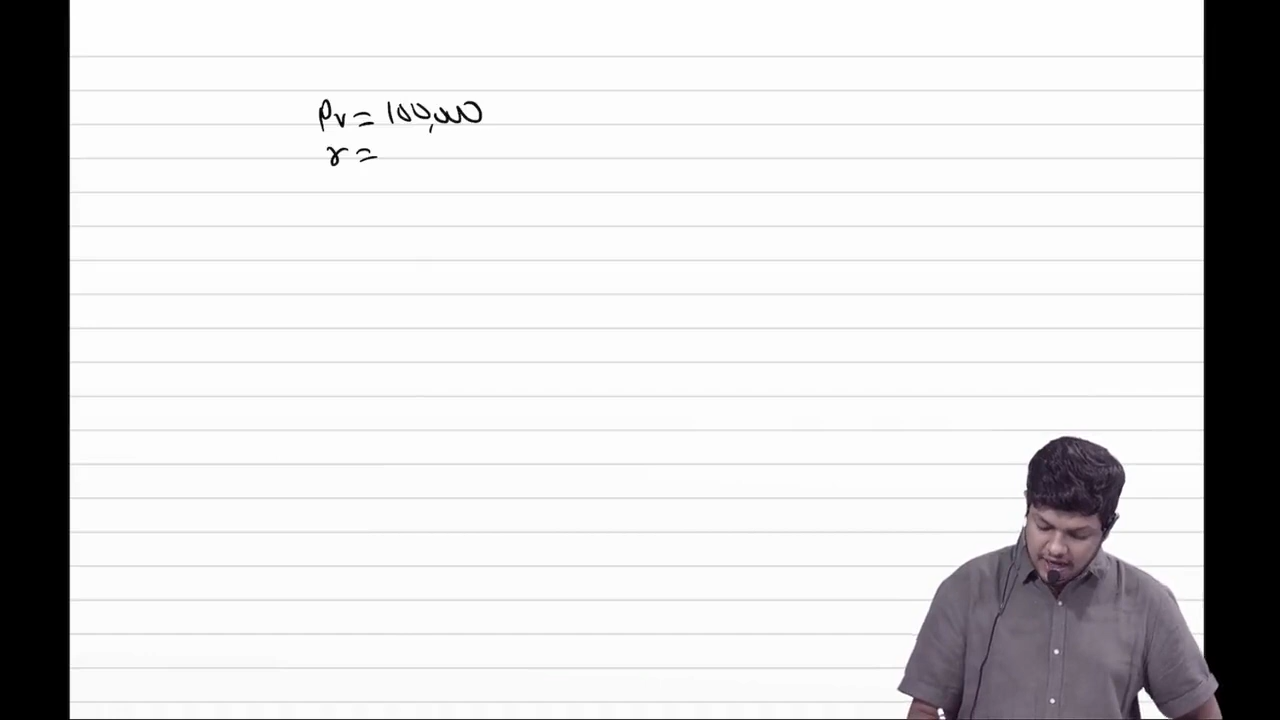 Pv = 100,000
r =